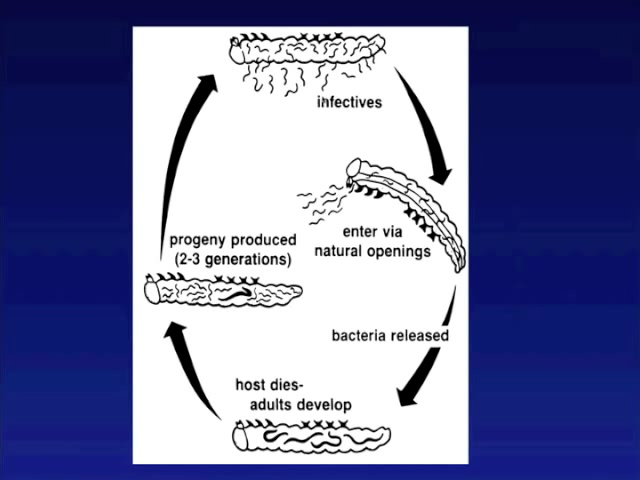 infectives
enter via
natural openings
bacteria released
host dies-
adults develop
progeny produced
(2-3 generations)